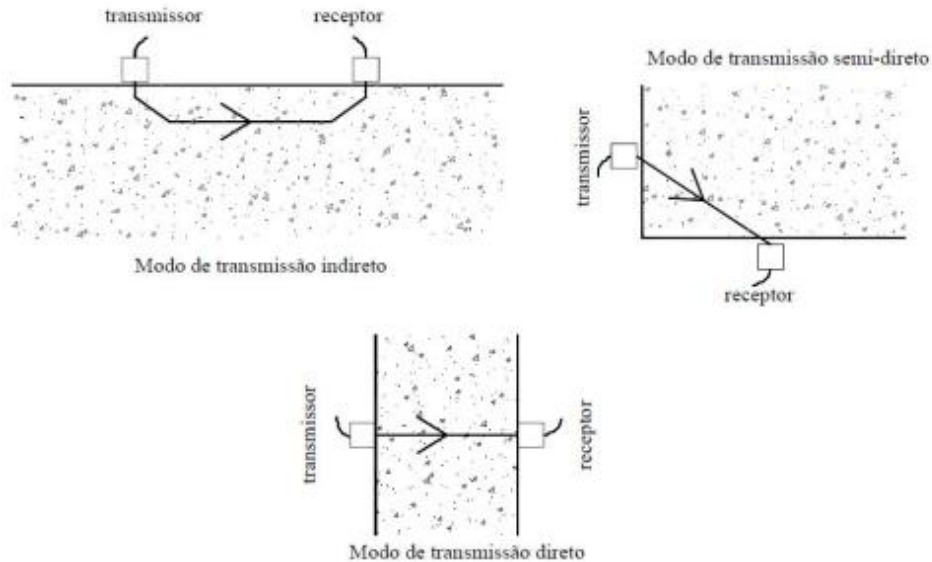 transmissor
receptor
Modo de transmissão indireto
Modo de transmissão semi-direto
transmissor
receptor
transmissor
receptor
Modo de transmissão direto